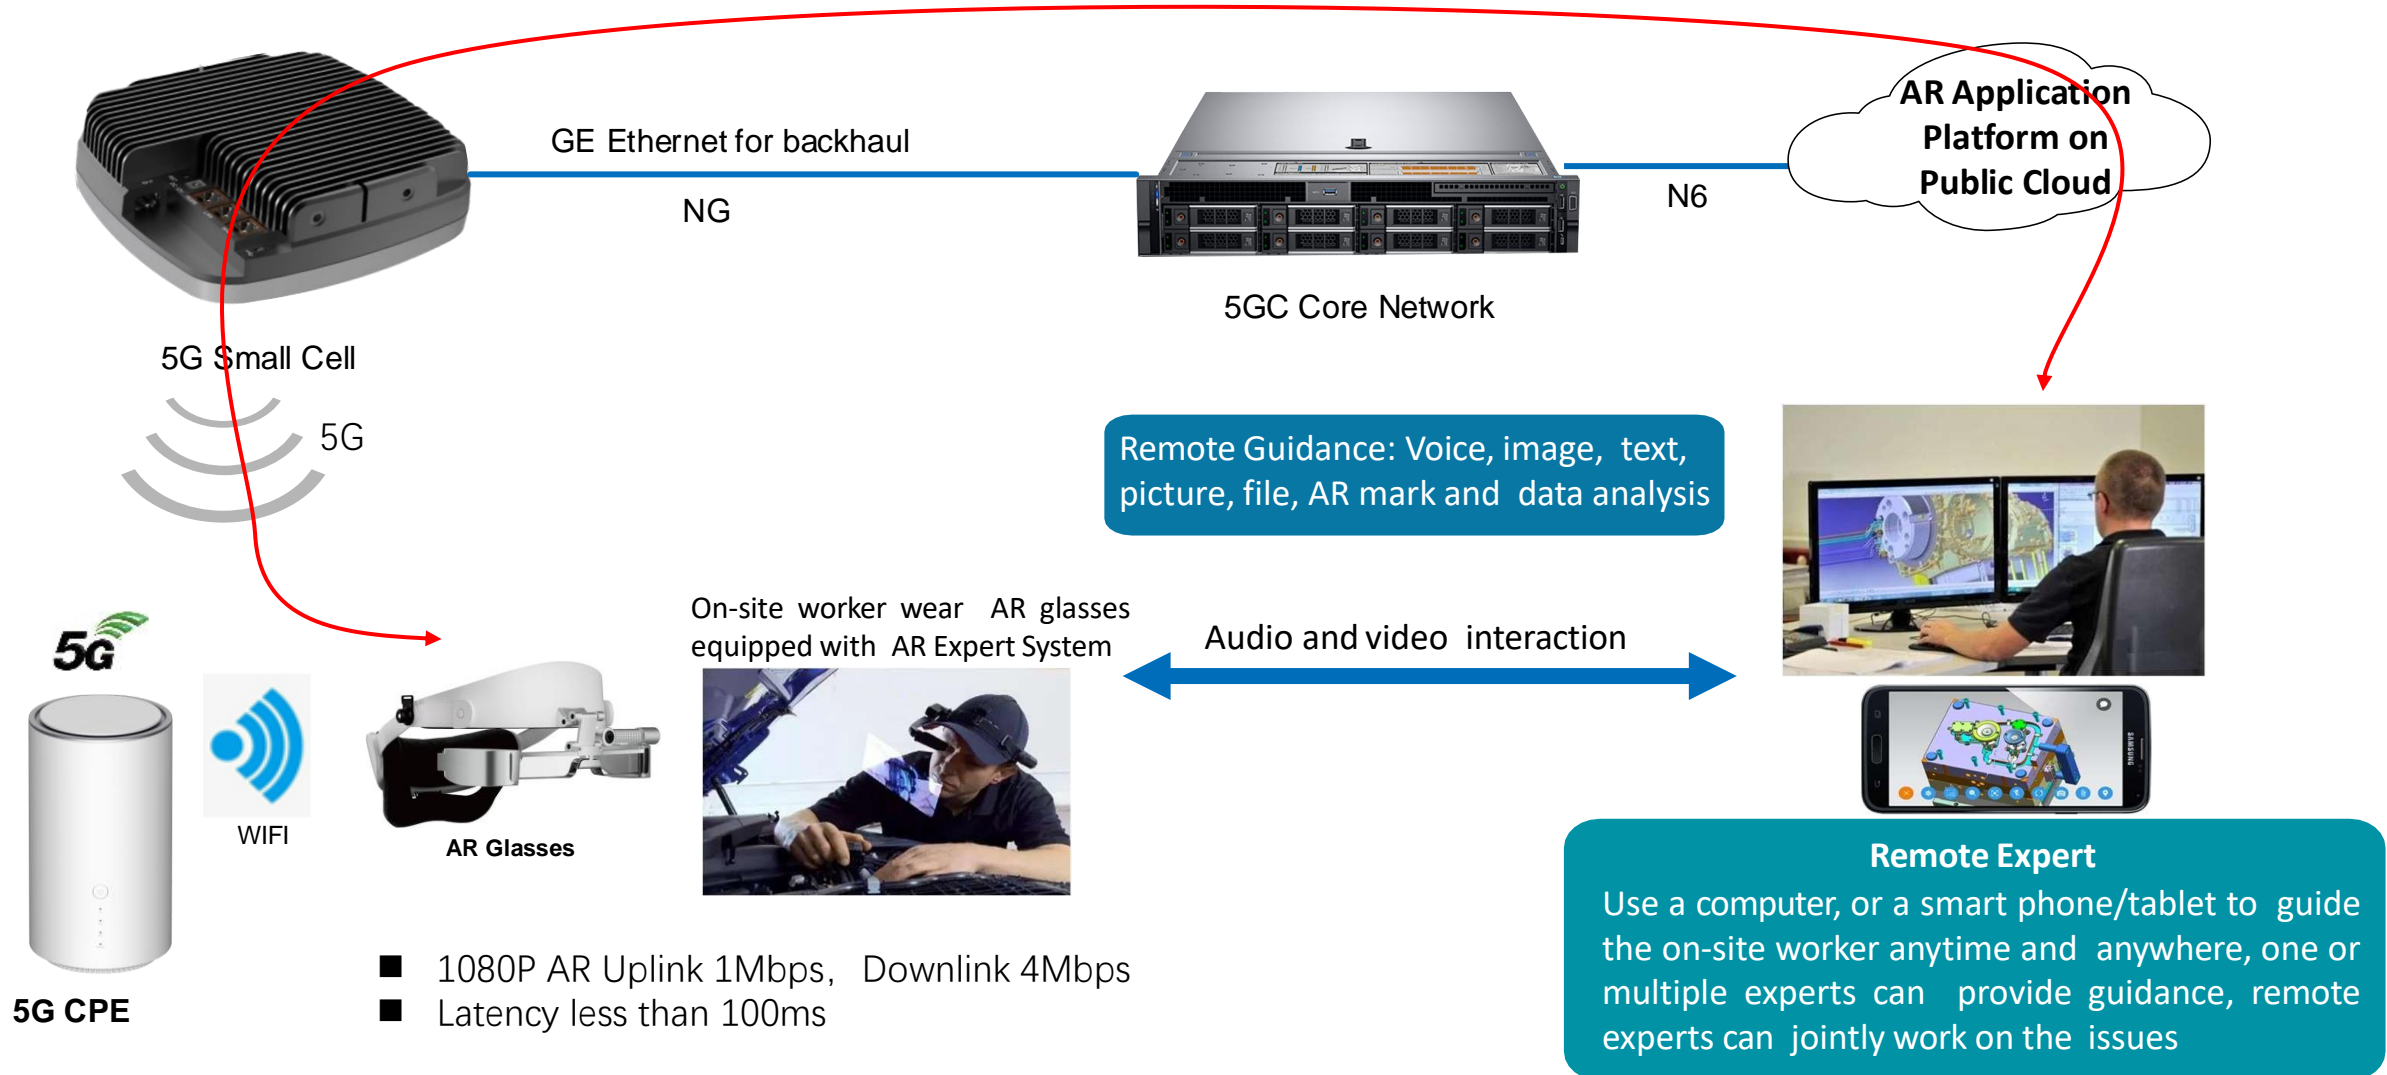 AR Application
Platform on
Public Cloud
GE Ethernet for backhaul
NG
N6
5GC Core Network
5G Small Cell
5G
Remote Guidance: Voice, image, text,
picture, file, AR mark and data analysis
On-site worker wear AR glasses
equipped with AR Expert System
Audio and video interaction
5G
WIFI
AR Glasses
SAMSUNG
5G CPE
■ 1080P AR Uplink 1Mbps, Downlink 4Mbps
■ Latency less than 100ms
Remote Expert
Use a computer, or a smart phone/tablet to guide
the on-site worker anytime and anywhere, one or
multiple experts can provide guidance, remote
experts can jointly work on the issues